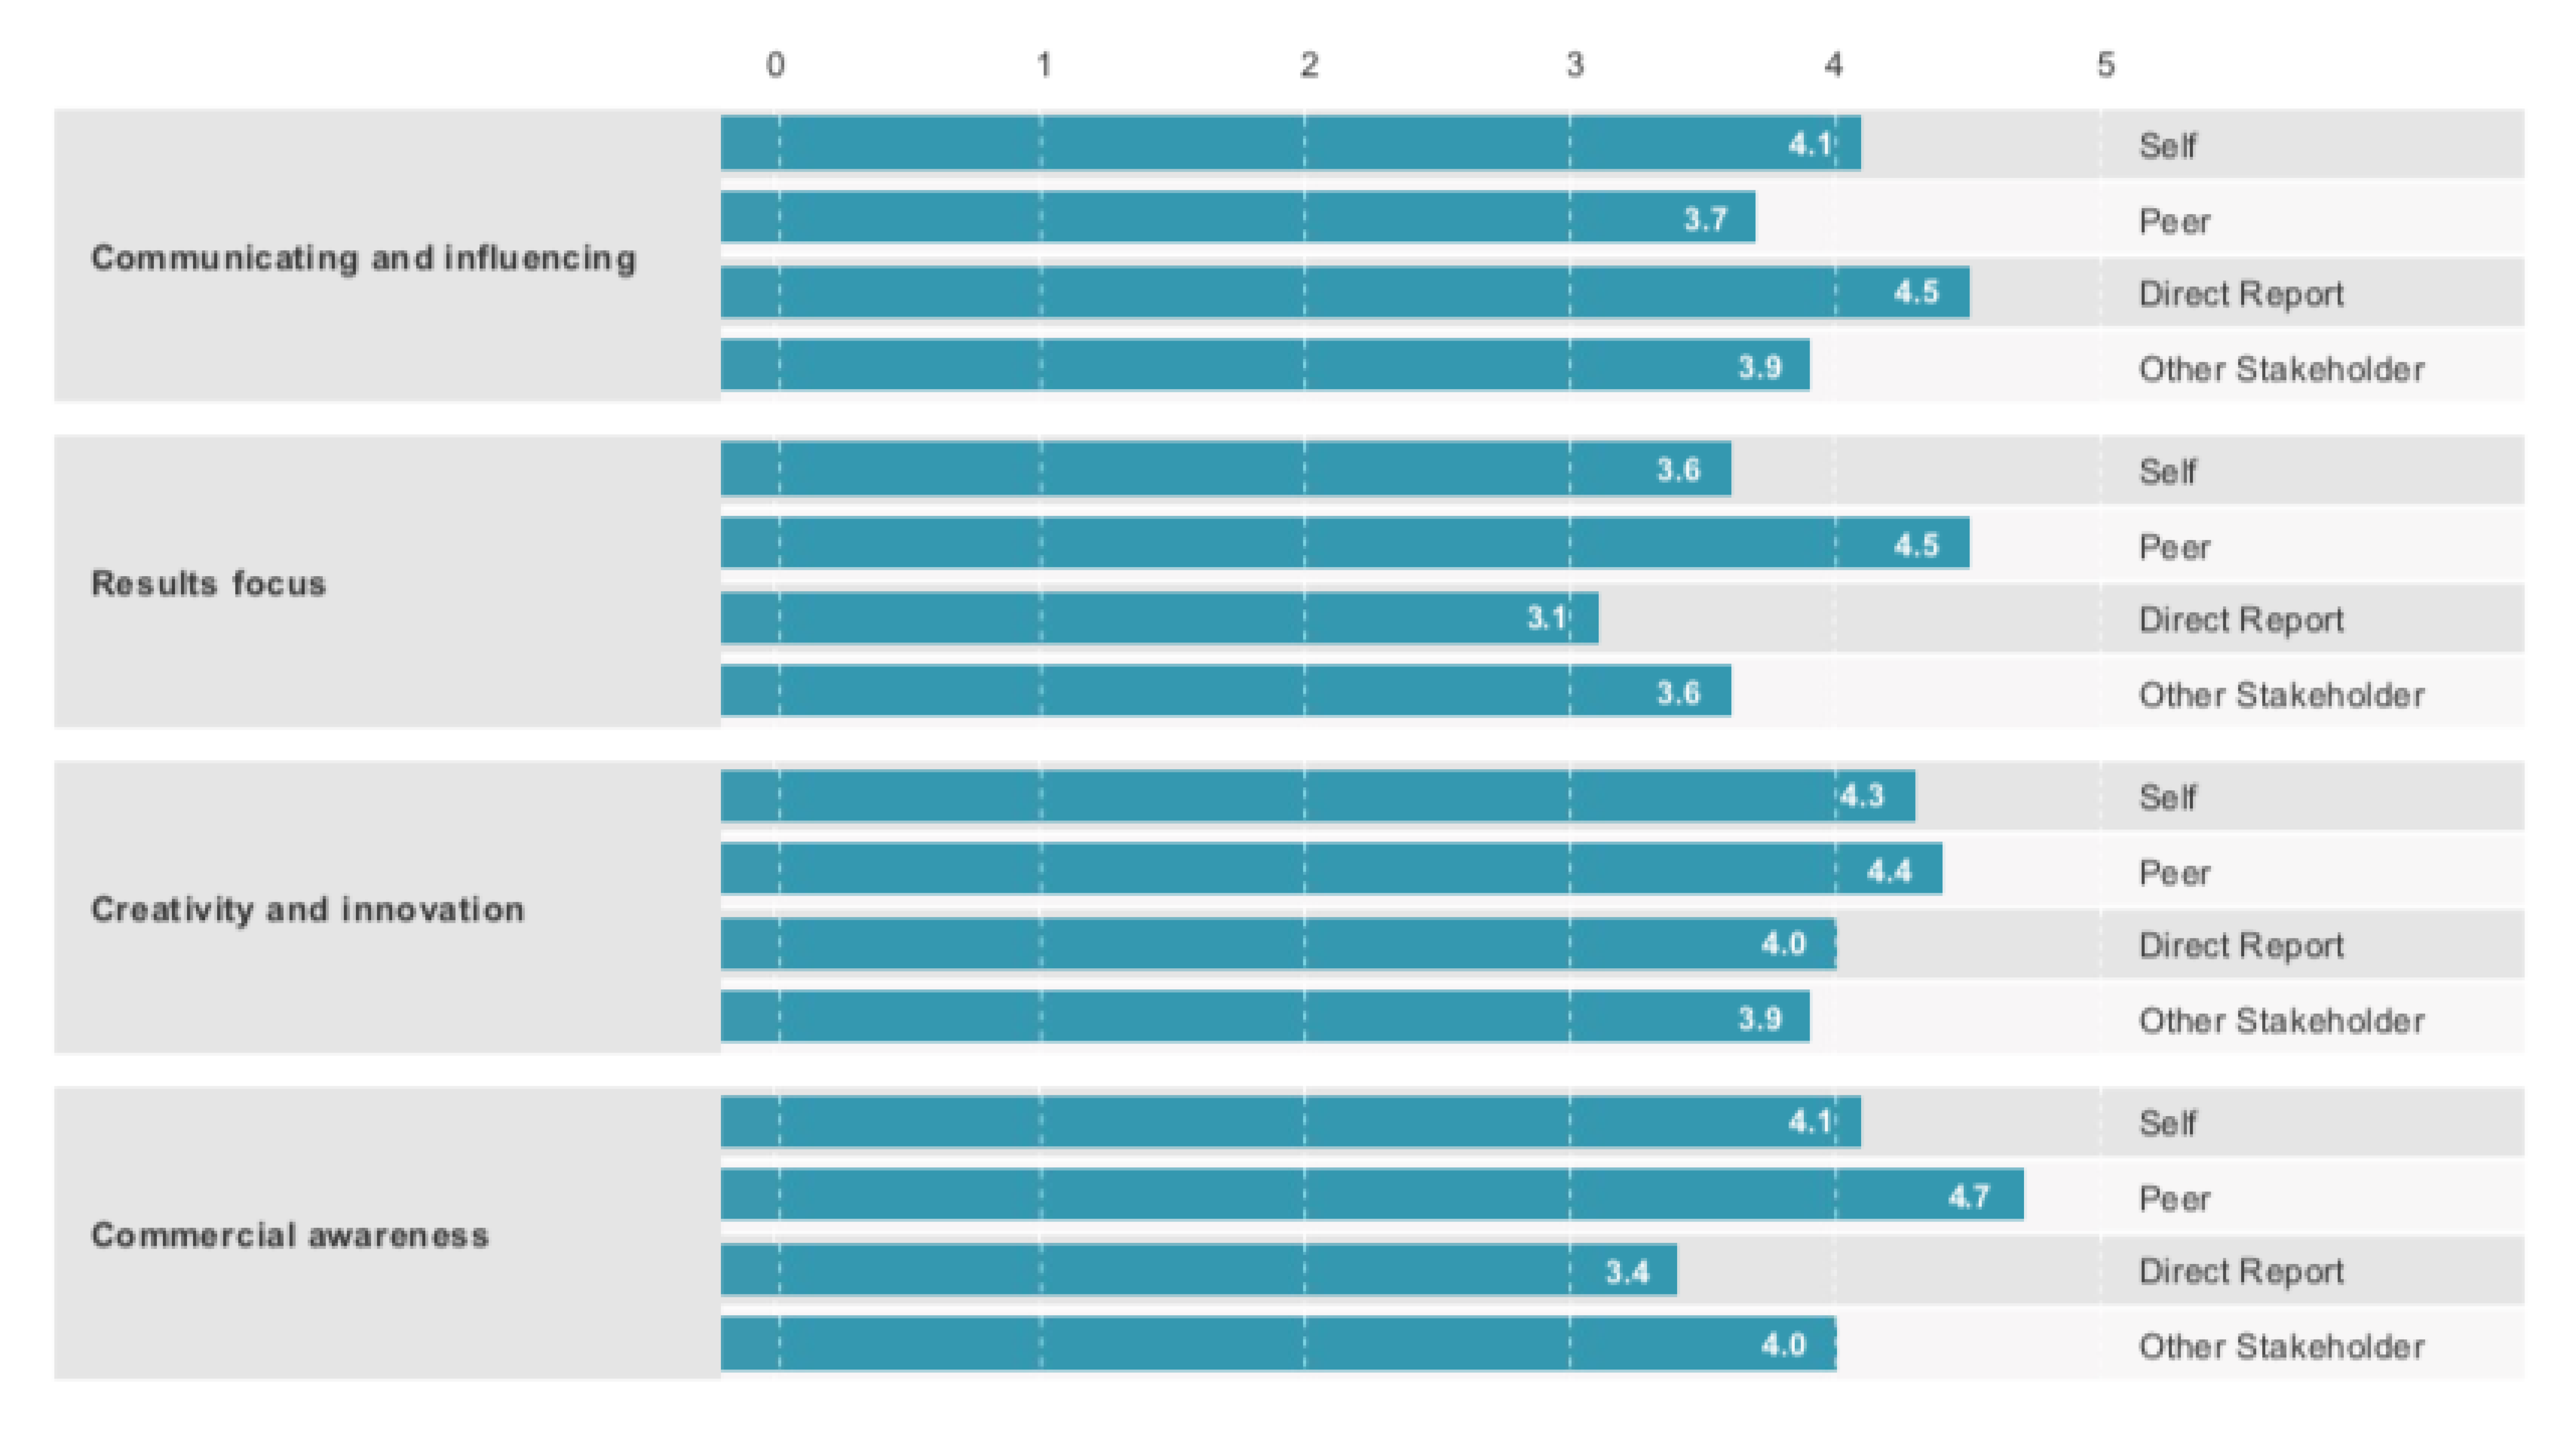 0 1 2 3 4 5
Communicating and influencing
4.1 Self
3.7 Peer
4.5 Direct Report
3.9 Other Stakeholder
Results focus
3.6 Self
4.5 Peer
3.1 Direct Report
3.6 Other Stakeholder
Creativity and innovation
4.3 Self
4.4 Peer
4.0 Direct Report
3.9 Other Stakeholder
Commercial awareness
4.1 Self
4.7 Peer
3.4 Direct Report
4.0 Other Stakeholder